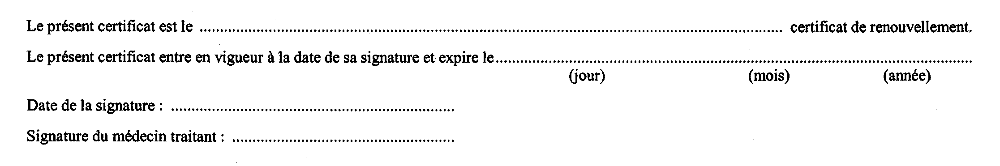 Le présent certificat est le .................................................................................................................................................. certificat de renouvellement.
Le présent certificat entre en vigueur à la date de sa signature et expire le........................................................................................................................
(jour) (mois) (année)
Date de la signature : .......................................................................
Signature du médecin traitant : .......................................................